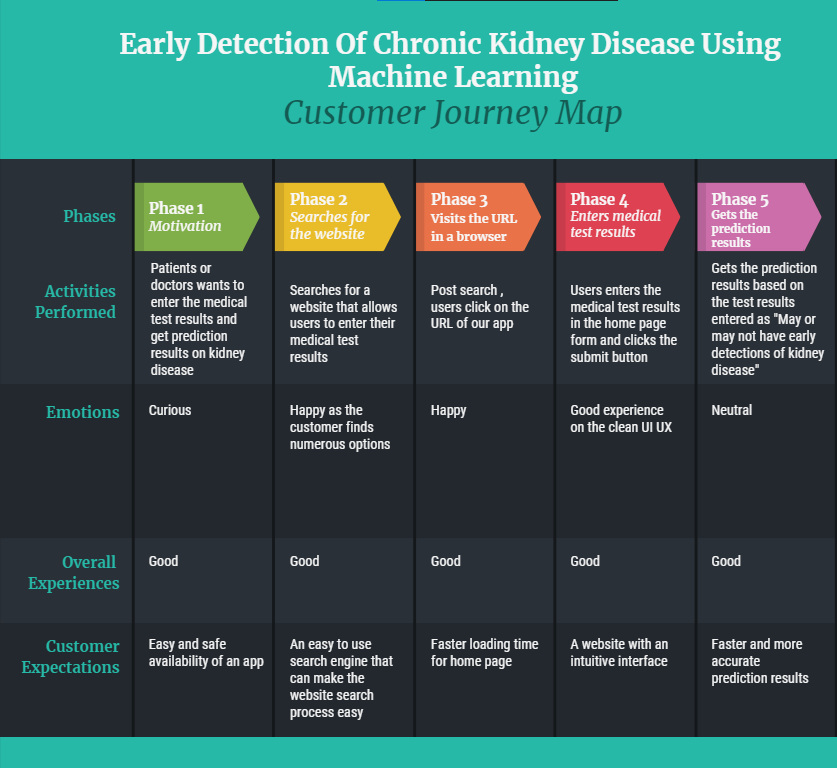 Early Detection Of Chronic Kidney Disease Using
Machine Learning
Customer Journey Map
Phases
Phase 1
Motivation
Phase 2
Searches for
the website
Phase 3
Visits the URL
in a browser
Phase 4
Enters medical
test results
Phase 5
Gets the
prediction
results
Activities
Performed
Patients or
doctors wants to
enter the medical
test results and
get prediction
results on kidney
disease
Searches for a
website that allows
users to enter their
medical test
results
Post search ,
users click on the
URL of our app
Users enters the
medical test results
in the home page
form and clicks the
submit button
Gets the prediction
results based on
the test results
entered as "May or
may not have early
detections of kidney
disease"
Emotions
Curious
Happy as the
customer finds
numerous options
Happy
Good experience
on the clean UI UX
Neutral
Overall
Experiences
Good
Good
Good
Good
Good
Customer
Expectations
Easy and safe
availability of an app
An easy to use
search engine that
can make the
website search
process easy
Faster loading time
for home page
A website with an
intuitive interface
Faster and more
accurate
prediction results